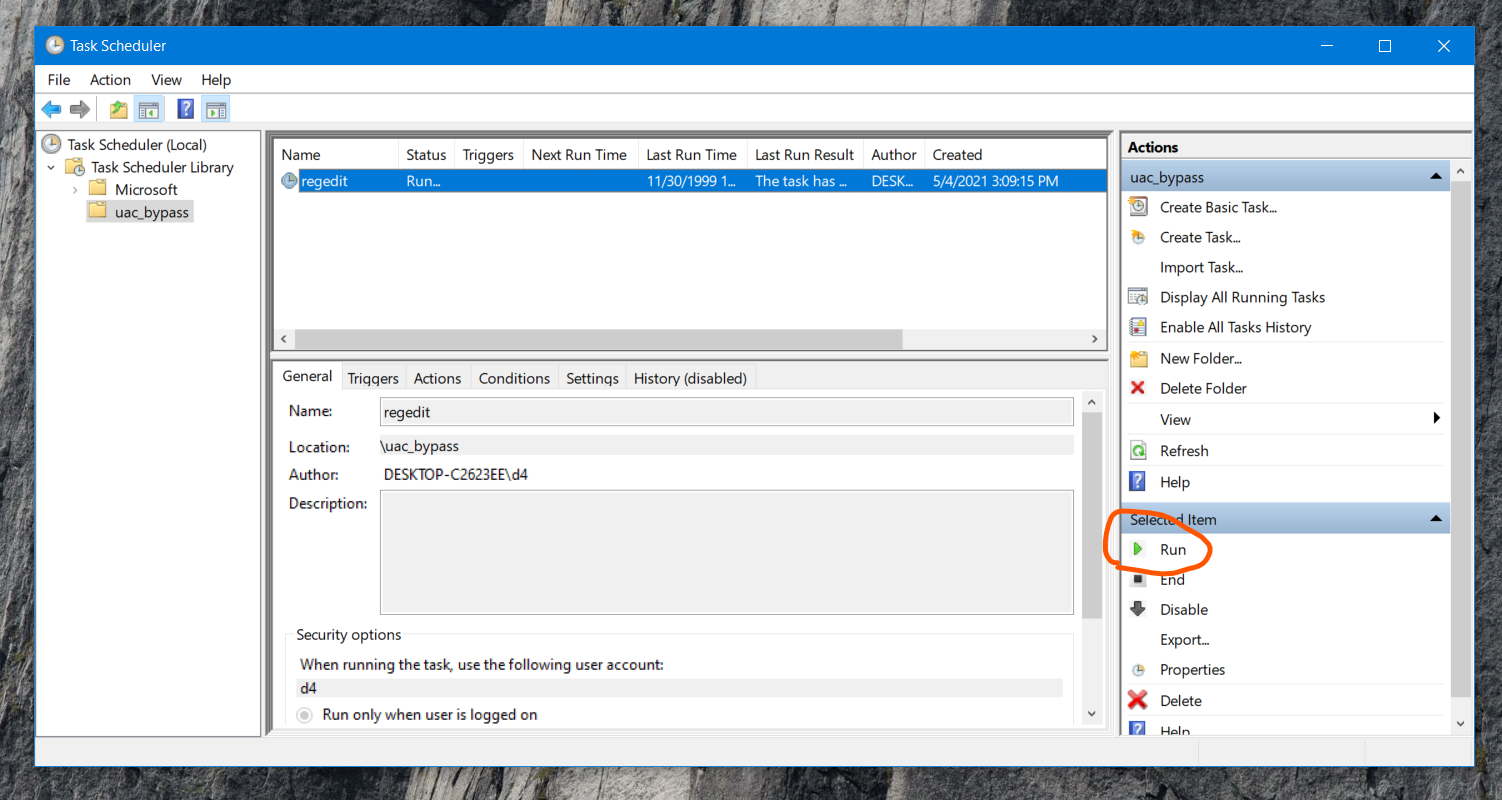 Task Scheduler
File Action View Help
Task Scheduler (Local)
Task Scheduler Library
Microsoft
uac_bypass
Name Status Triggers Next Run Time Last Run Time Last Run Result Author Created
regedit Run... 11/30/1999 1... The task has ... DESK... 5/4/2021 3:09:15 PM
General Triggers Actions Conditions Settings History (disabled)
Name: regedit
Location: \uac_bypass
Author: DESKTOP-C2623EE\d4
Description:
Security options
When running the task, use the following user account:
d4
Run only when user is logged on
Actions
uac_bypass
Create Basic Task...
Create Task...
Import Task...
Display All Running Tasks
Enable All Tasks History
New Folder...
Delete Folder
View
Refresh
Help
Selected Item
Run
End
Disable
Export...
Properties
Delete
Help